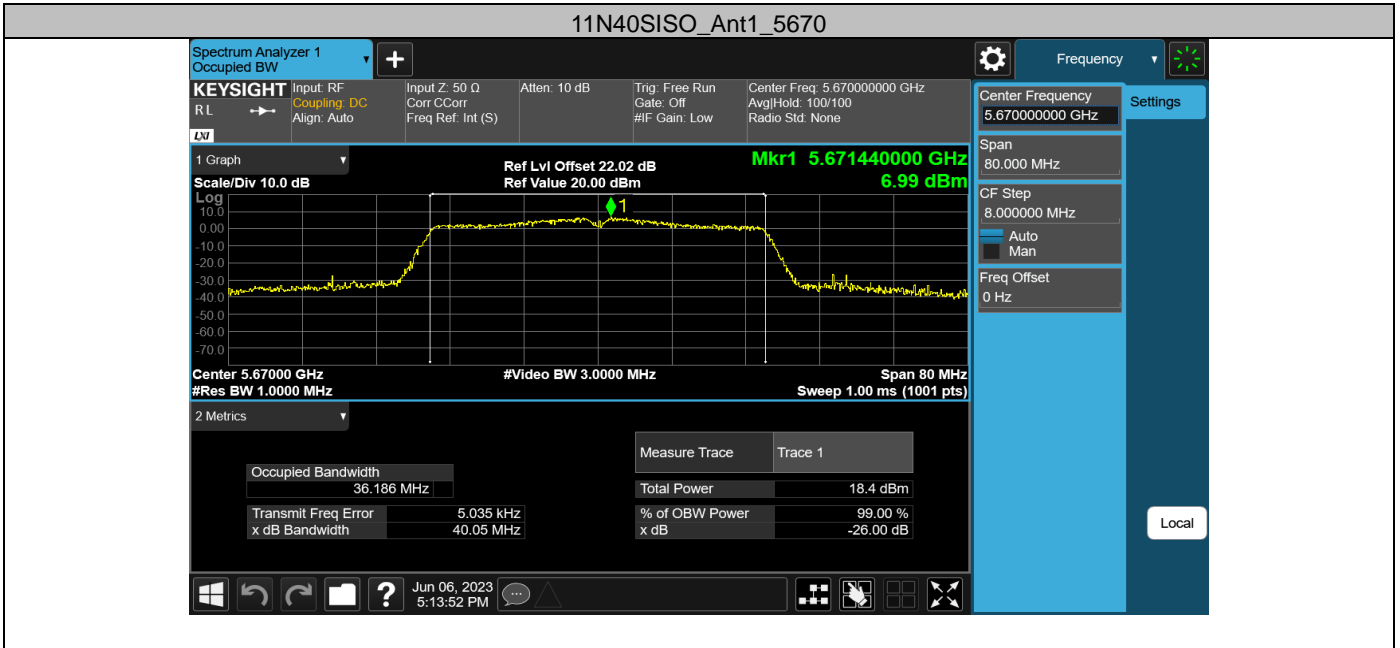 11N40SISO_Ant1_5670
Spectrum Analyzer 1
Occupied BW
+
Frequency
KEYSIGHT
R L
LXI
Input: RF
Coupling: DC
Align: Auto
Input Z: 50 Ω
Corr CCorr
Freq Ref: Int (S)
Atten: 10 dB
Trig: Free Run
Gate: Off
#IF Gain: Low
Center Freq: 5.670000000 GHz
Avg|Hold: 100/100
Radio Std: None
Center Frequency
5.670000000 GHz
Settings
Span
80.000 MHz
CF Step
8.000000 MHz
Auto
Man
Freq Offset
0 Hz
Local
1 Graph
Scale/Div 10.0 dB
Ref Lvl Offset 22.02 dB
Ref Value 20.00 dBm
Mkr1 5.671440000 GHz
6.99 dBm
Log
10.0
0.00
-10.0
-20.0
-30.0
-40.0
-50.0
-60.0
-70.0
1
Center 5.67000 GHz
#Video BW 3.0000 MHz
Span 80 MHz
#Res BW 1.0000 MHz
Sweep 1.00 ms (1001 pts)
2 Metrics
Measure Trace Trace 1
Occupied Bandwidth
36.186 MHz
Total Power 18.4 dBm
Transmit Freq Error 5.035 kHz
% of OBW Power 99.00 %
x dB Bandwidth 40.05 MHz
x dB -26.00 dB
?
Jun 06, 2023
5:13:52 PM